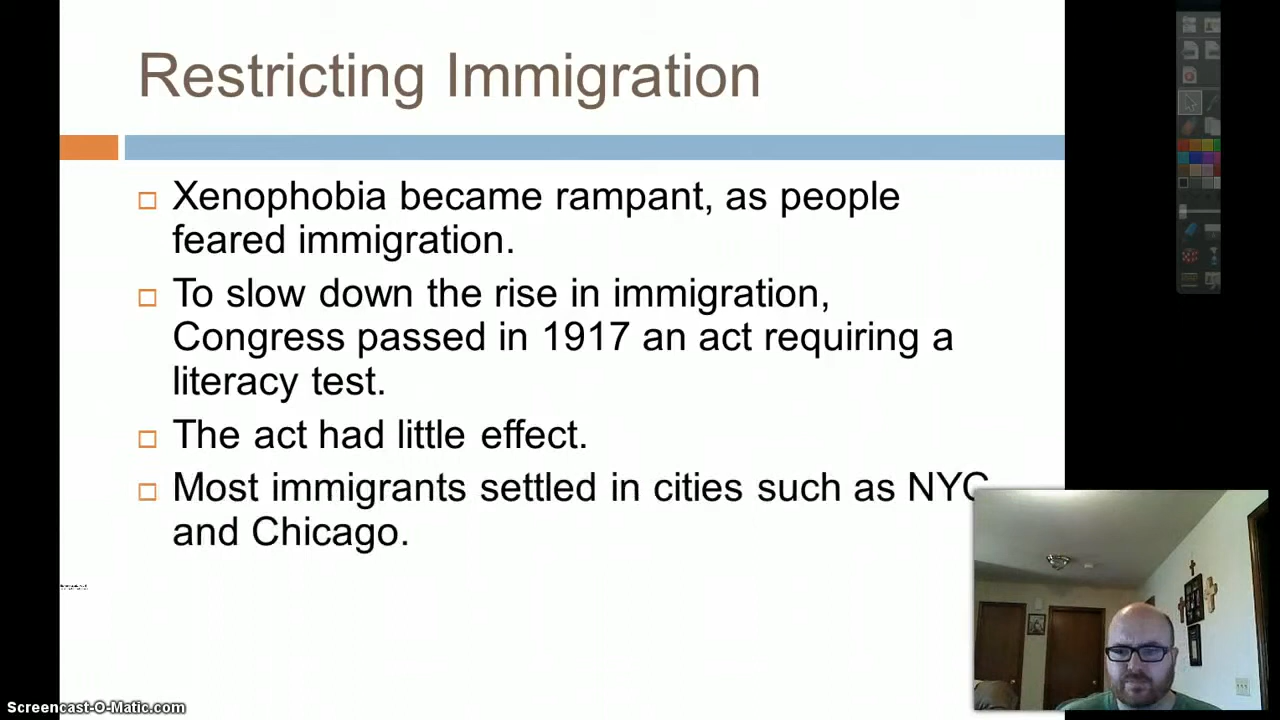 Restricting Immigration
Xenophobia became rampant, as people
feared immigration.
To slow down the rise in immigration,
Congress passed in 1917 an act requiring a
literacy test.
The act had little effect.
Most immigrants settled in cities such as NYC
and Chicago.
Screencast-O-Matic.com